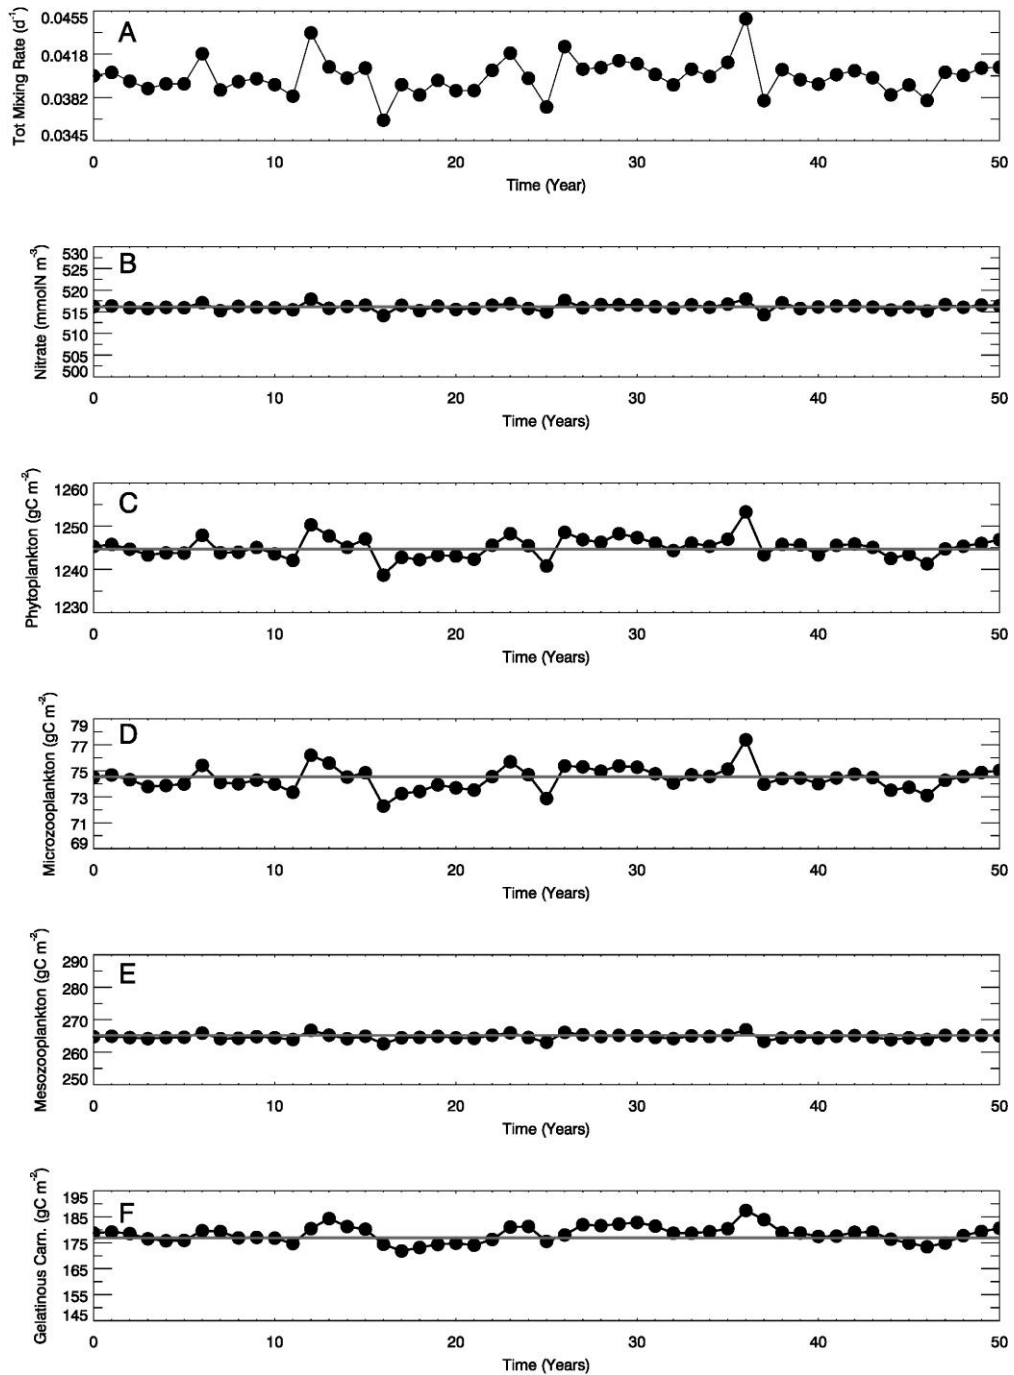 Tot Mixing Rate (d⁻¹)
A
0.0455
0.0418
0.0382
0.0345
0 10 20 30 40 50
Time (Year)
Nitrate (mmolN m⁻³)
B
530
525
520
515
510
505
500
0 10 20 30 40 50
Time (Years)
Phytoplankton (gC m⁻²)
C
1260
1250
1240
1230
0 10 20 30 40 50
Time (Years)
Microzooplankton (gC m⁻²)
D
79
77
75
73
71
69
0 10 20 30 40 50
Time (Years)
Mesozooplankton (gC m⁻²)
E
290
280
270
260
250
0 10 20 30 40 50
Time (Years)
Gelatinous Carn. (gC m⁻²)
F
195
185
175
165
155
145
0 10 20 30 40 50
Time (Years)